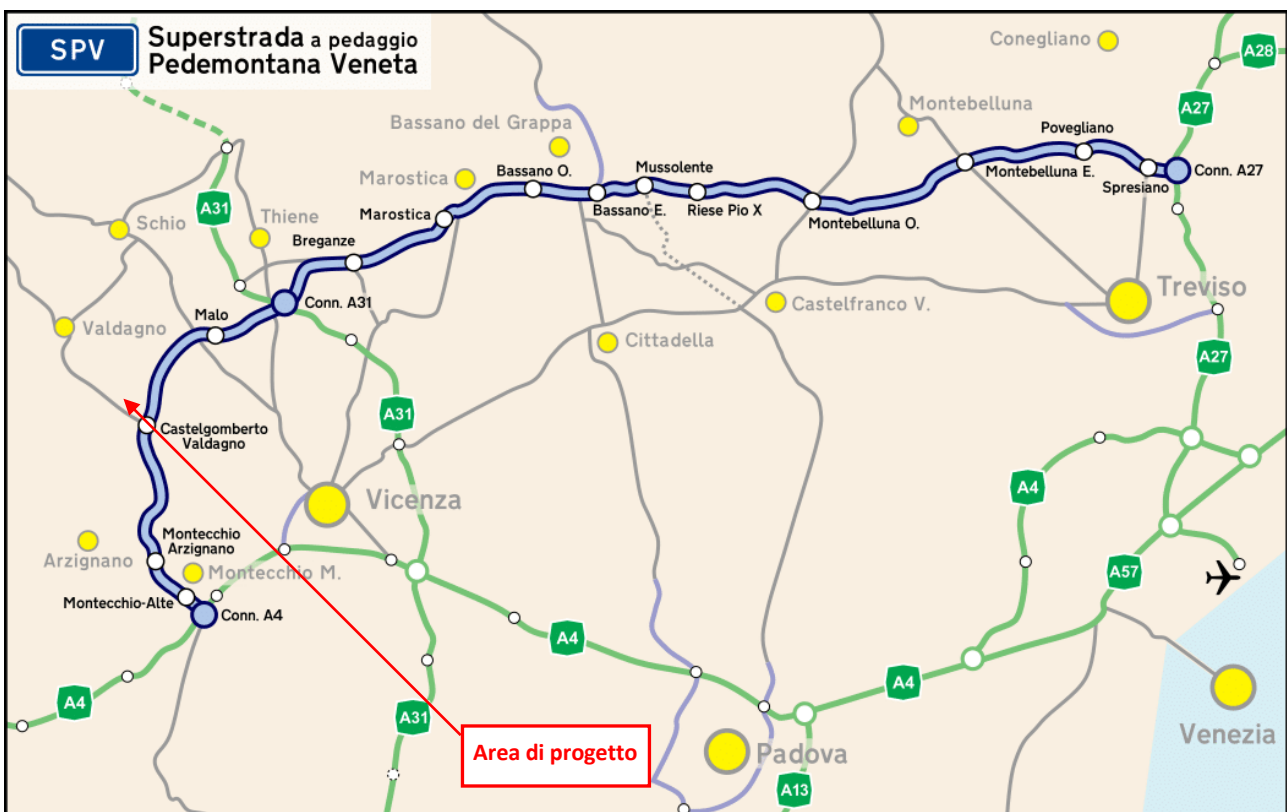 SPV
Superstrada a pedaggio
Pedemontana Veneta
Conegliano
A28
A27
Montebelluna
Bassano del Grappa
Povegliano
Mussolente
Bassano O.
Marostica
Montebelluna E.
Conn. A27
Spresiano
Bassano E.
Riese Pio X
Montebelluna O.
A31
Schio
Thiene
Marostica
Breganze
Treviso
Conn. A31
Castelfranco V.
Malo
Valdagno
Cittadella
A27
A31
Castelgomberto
Valdagno
Vicenza
A4
Montecchio
Arzignano
Arzignano
Montecchio M.
A57
Montecchio-Alte
Conn. A4
A4
A4
A4
A31
Area di progetto
Padova
Venezia
A13